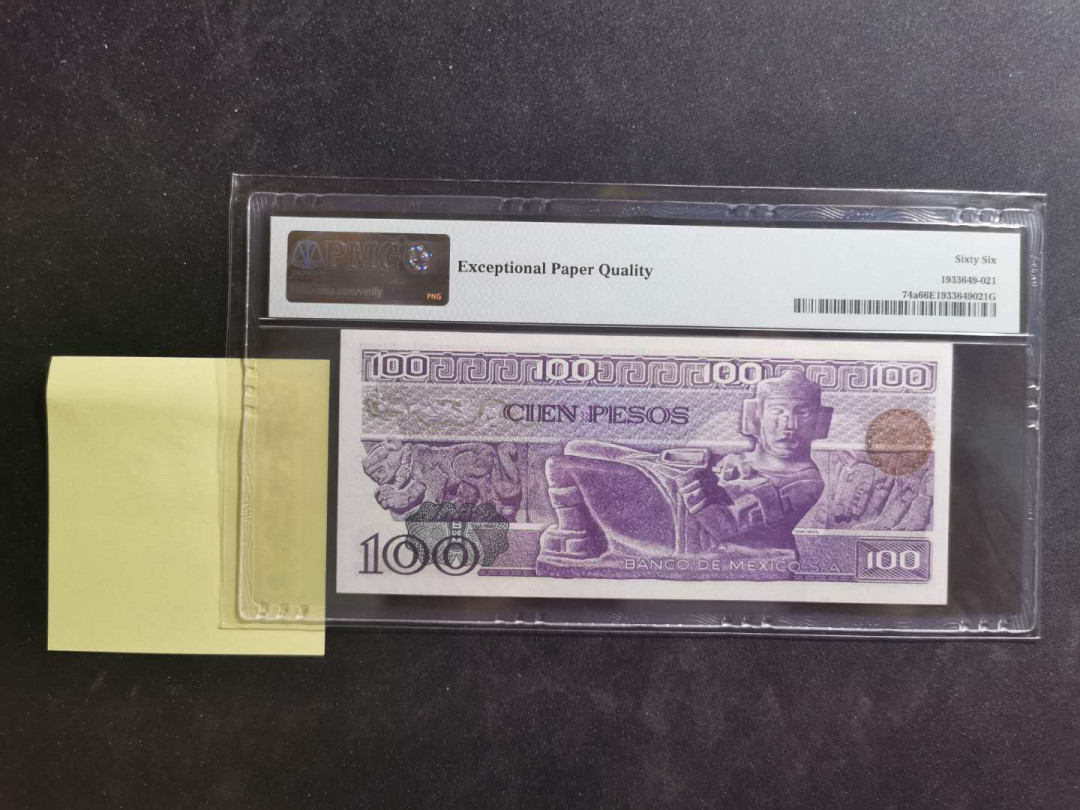 PMG
Exceptional Paper Quality
PNG
Sixty Six
1933649-021
74a66E1933649021G
100 100 100 100
CIEN PESOS
100
BANCO DE MEXICO S.A.
100